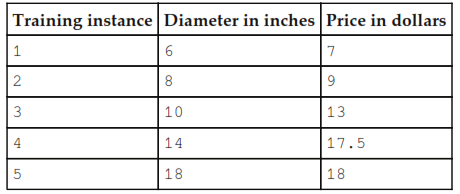 Training instance Diameter in inches Price in dollars
1 6 7
2 8 9
3 10 13
4 14 17.5
5 18 18